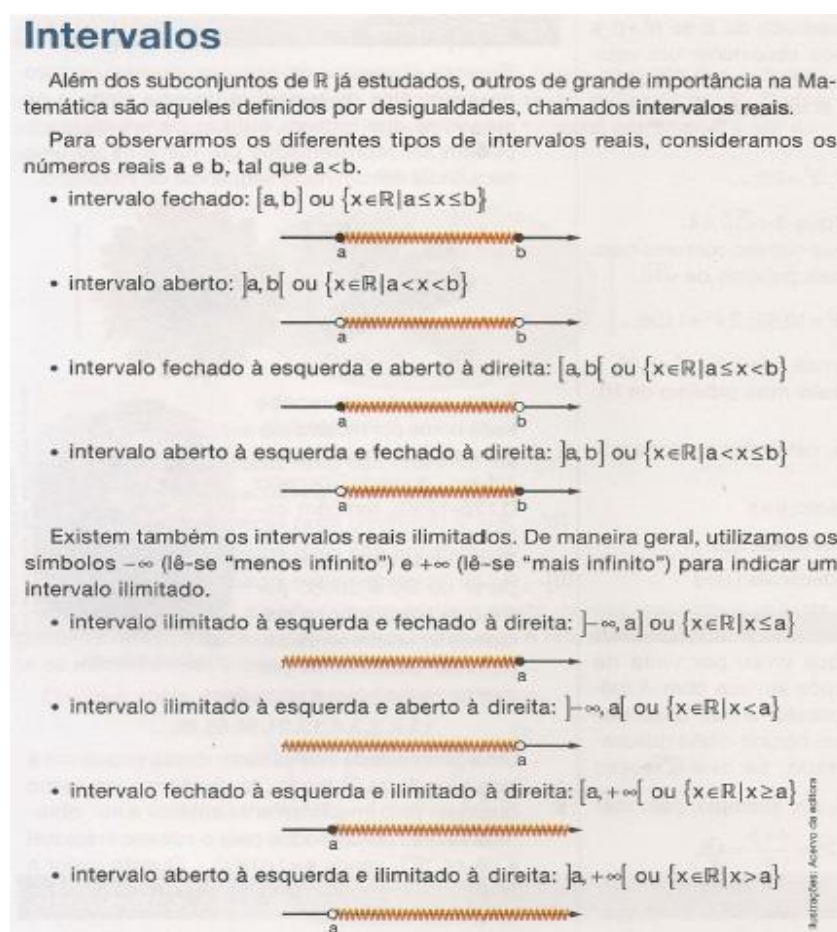 Intervalos
Além dos subconjuntos de ℝ já estudados, outros de grande importância na Ma-
temática são aqueles definidos por desigualdades, chamados intervalos reais.
Para observarmos os diferentes tipos de intervalos reais, consideramos os
números reais a e b, tal que a<b.
• intervalo fechado: [a,b] ou {x∈ℝ|a≤x≤b}
a b
• intervalo aberto: ]a,b[ ou {x∈ℝ|a<x<b}
a b
• intervalo fechado à esquerda e aberto à direita: [a,b[ ou {x∈ℝ|a≤x<b}
a b
• intervalo aberto à esquerda e fechado à direita: ]a,b] ou {x∈ℝ|a<x≤b}
a b
Existem também os intervalos reais ilimitados. De maneira geral, utilizamos os
símbolos −∞ (lê-se “menos infinito”) e +∞ (lê-se “mais infinito”) para indicar um
intervalo ilimitado.
• intervalo ilimitado à esquerda e fechado à direita: ]−∞,a] ou {x∈ℝ|x≤a}
a
• intervalo ilimitado à esquerda e aberto à direita: ]−∞,a[ ou {x∈ℝ|x<a}
a
• intervalo fechado à esquerda e ilimitado à direita: [a,+∞[ ou {x∈ℝ|x≥a}
a
• intervalo aberto à esquerda e ilimitado à direita: ]a,+∞[ ou {x∈ℝ|x>a}
a
Ilustrações: Acervo da editora